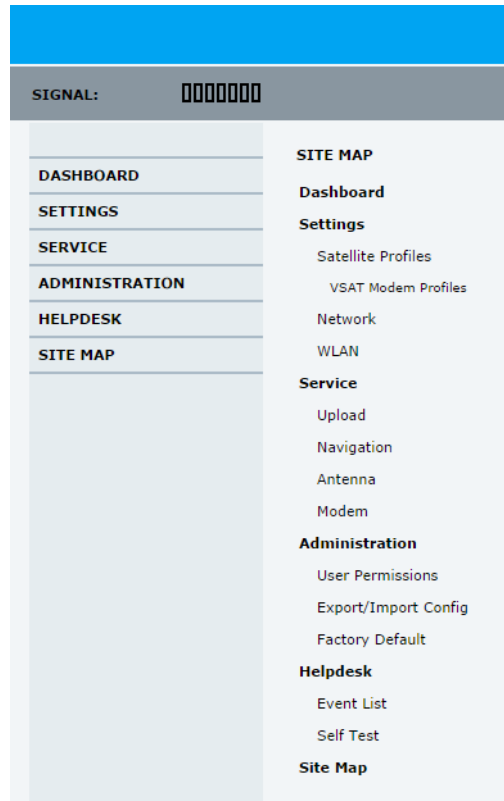 SIGNAL:
DASHBOARD
SETTINGS
SERVICE
ADMINISTRATION
HELPDESK
SITE MAP
SITE MAP
Dashboard
Settings
Satellite Profiles
VSAT Modem Profiles
Network
WLAN
Service
Upload
Navigation
Antenna
Modem
Administration
User Permissions
Export/Import Config
Factory Default
Helpdesk
Event List
Self Test
Site Map